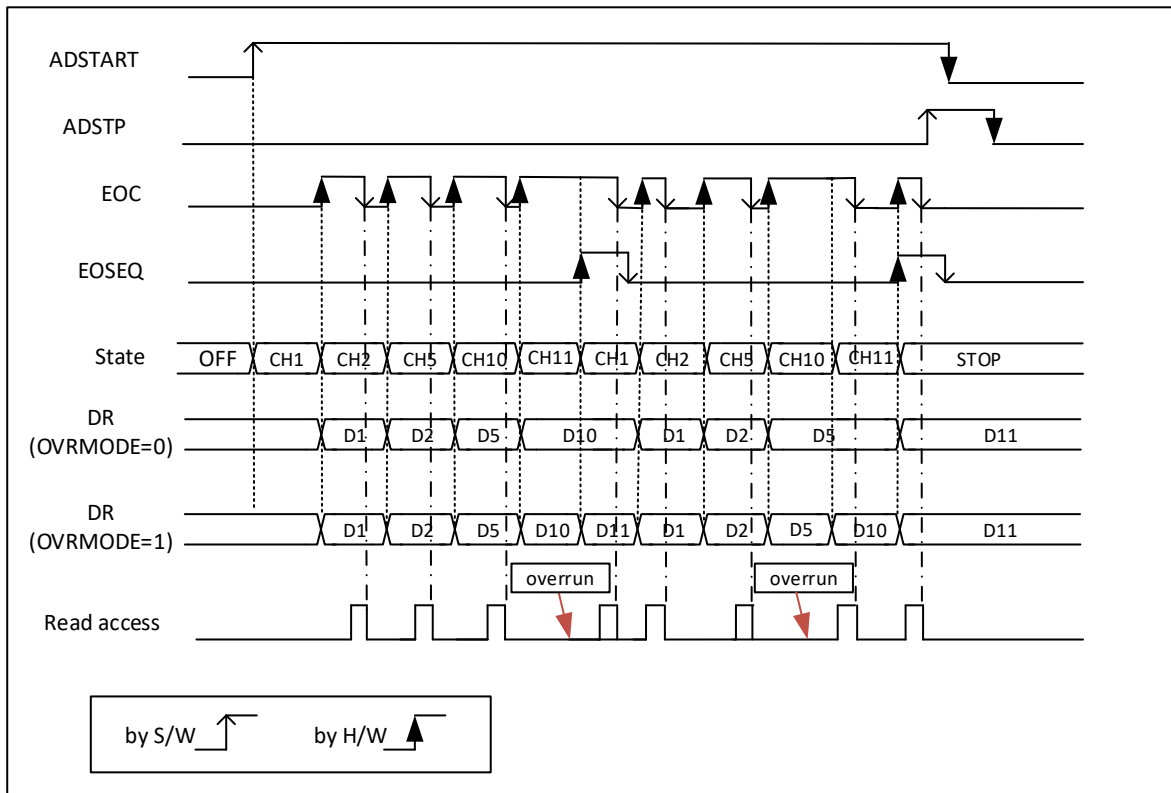 ADSTART
ADSTP
EOC
EOSEQ
State OFF CH1 CH2 CH5 CH10 CH11 CH1 CH2 CH5 CH10 CH11 STOP
DR
(OVRMODE=0) D1 D2 D5 D10 D1 D2 D5 D11
DR
(OVRMODE=1) D1 D2 D5 D10 D11 D1 D2 D5 D10 D11
overrun overrun
Read access
by S/W by H/W